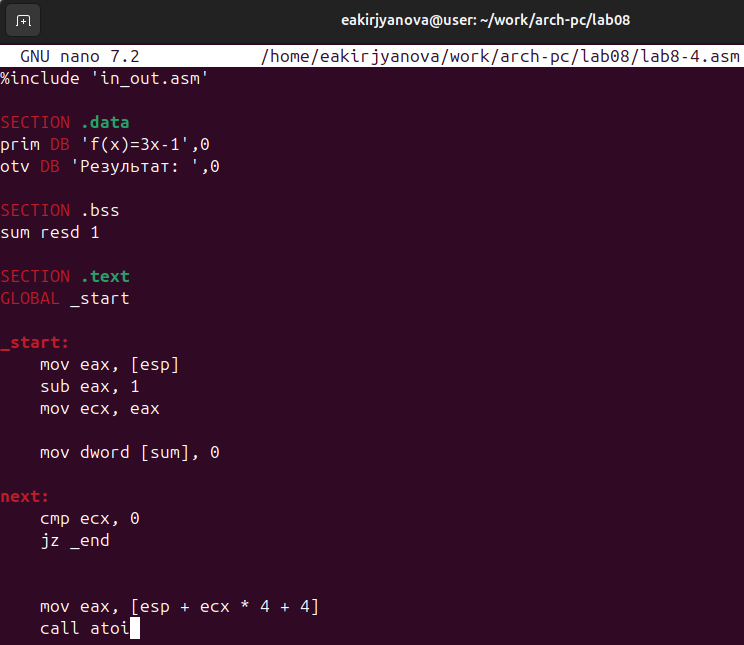 eakirjyanova@user: ~/work/arch-pc/lab08
GNU nano 7.2 /home/eakirjyanova/work/arch-pc/lab08/lab8-4.asm
%include 'in_out.asm'
SECTION .data
prim DB 'f(x)=3x-1',0
otv DB 'Результат: ',0
SECTION .bss
sum resd 1
SECTION .text
GLOBAL _start
_start:
mov eax, [esp]
sub eax, 1
mov ecx, eax
mov dword [sum], 0
next:
cmp ecx, 0
jz _end
mov eax, [esp + ecx * 4 + 4]
call atoi